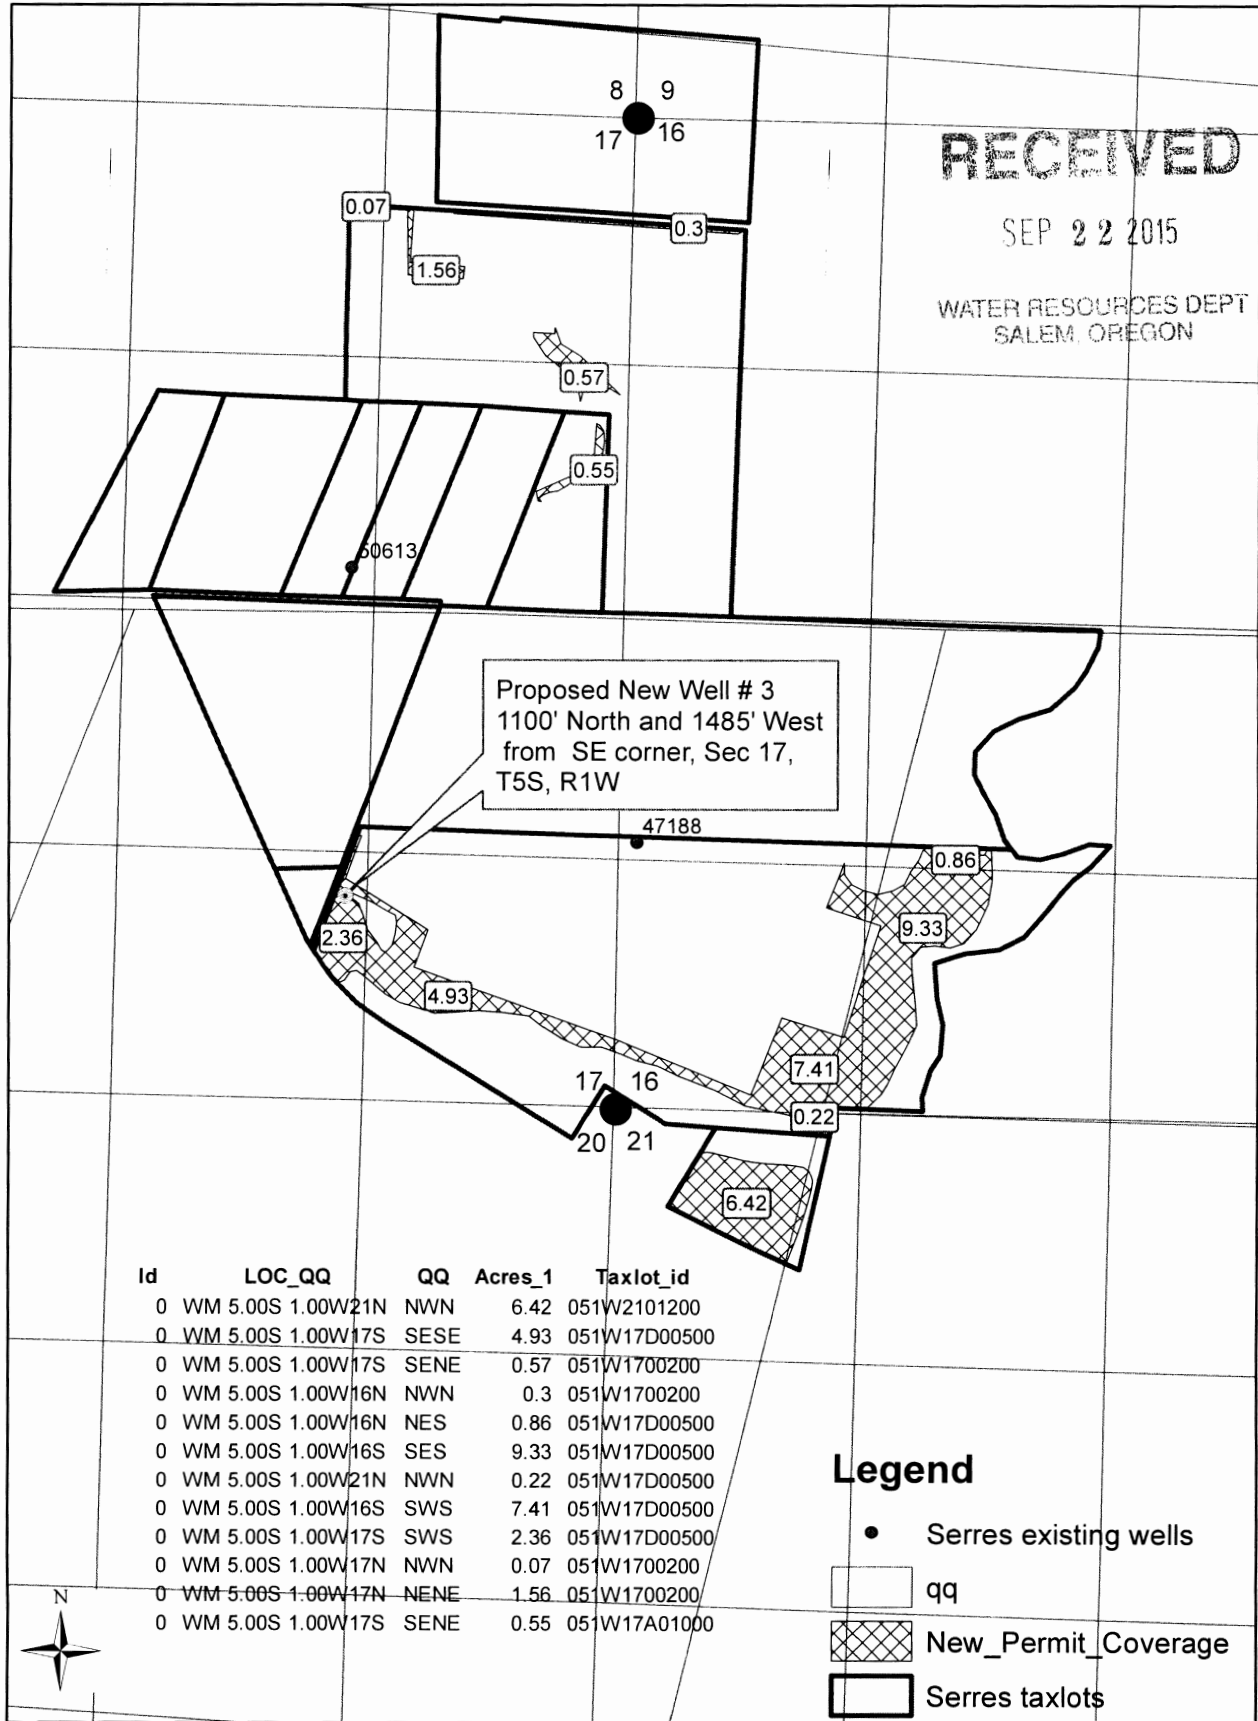 8 9
17 16
RECEIVED
SEP 22 2015
WATER RESOURCES DEPT
SALEM, OREGON
0.07
0.3
1.56
0.57
0.55
50613
Proposed New Well # 3
1100' North and 1485' West
from SE corner, Sec 17,
T5S, R1W
47188
0.86
9.33
2.36
4.93
7.41
17 16
0.22
20 21
6.42
Id LOC_QQ QQ Acres_1 Taxlot_id
0 WM 5.00S 1.00W21N NWN 6.42 051W2101200
0 WM 5.00S 1.00W17S SESE 4.93 051W17D00500
0 WM 5.00S 1.00W17S SENE 0.57 051W1700200
0 WM 5.00S 1.00W16N NWN 0.3 051W1700200
0 WM 5.00S 1.00W16N NES 0.86 051W17D00500
0 WM 5.00S 1.00W16S SES 9.33 051W17D00500
0 WM 5.00S 1.00W21N NWN 0.22 051W17D00500
0 WM 5.00S 1.00W16S SWS 7.41 051W17D00500
0 WM 5.00S 1.00W17S SWS 2.36 051W17D00500
0 WM 5.00S 1.00W17N NWN 0.07 051W1700200
0 WM 5.00S 1.00W17N NENE 1.56 051W1700200
0 WM 5.00S 1.00W17S SENE 0.55 051W17A01000
N
Legend
Serres existing wells
qq
New_Permit_Coverage
Serres taxlots